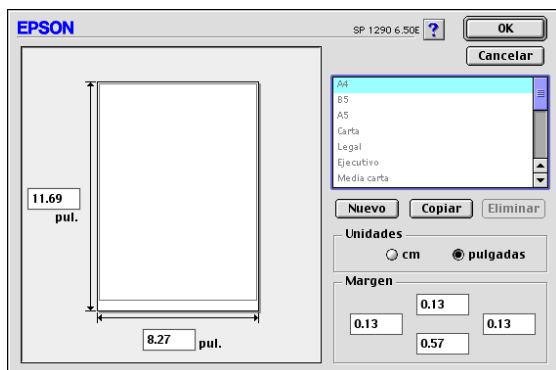 EPSON
SP 1290 6.50E ? OK
Cancelar
A4
B5
A5
Carta
Legal
Ejecutivo
Media carta
11.69
pul.
Nuevo Copiar Eliminar
Unidades
cm pulgadas
Margen
0.13
0.13 0.13
0.57
8.27 pul.